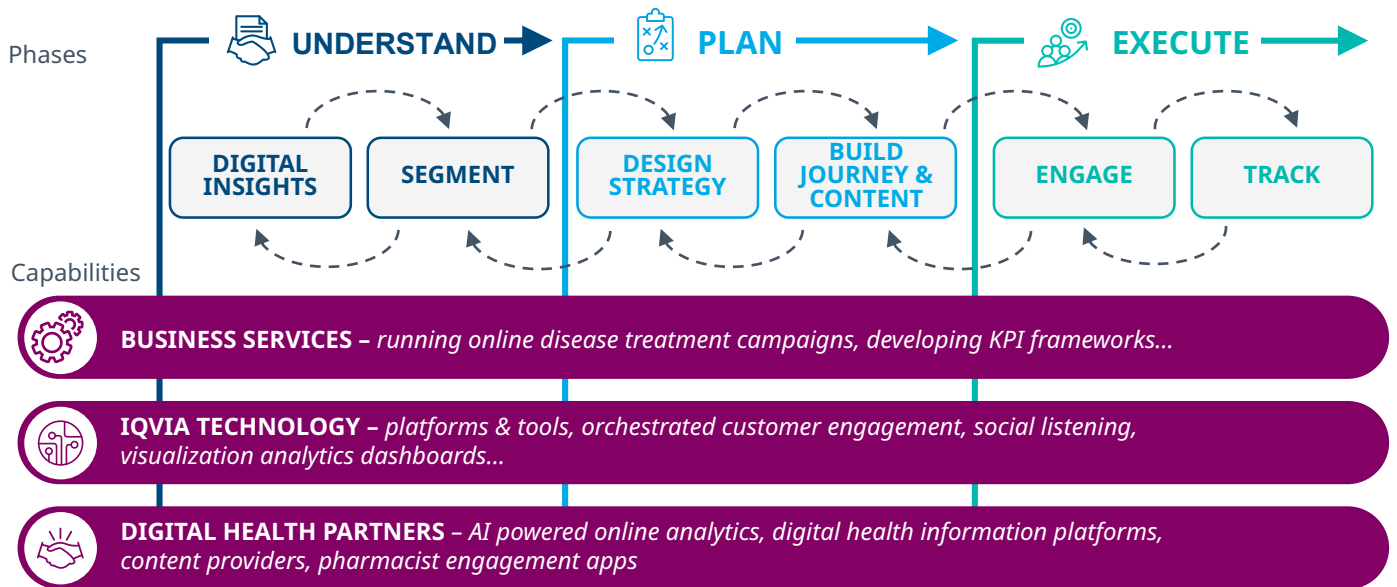 Phases
UNDERSTAND
PLAN
EXECUTE
DIGITAL
INSIGHTS
SEGMENT
DESIGN
STRATEGY
BUILD
JOURNEY &
CONTENT
ENGAGE
TRACK
Capabilities
BUSINESS SERVICES – running online disease treatment campaigns, developing KPI frameworks...
IQVIA TECHNOLOGY – platforms & tools, orchestrated customer engagement, social listening,
visualization analytics dashboards...
DIGITAL HEALTH PARTNERS – AI powered online analytics, digital health information platforms,
content providers, pharmacist engagement apps